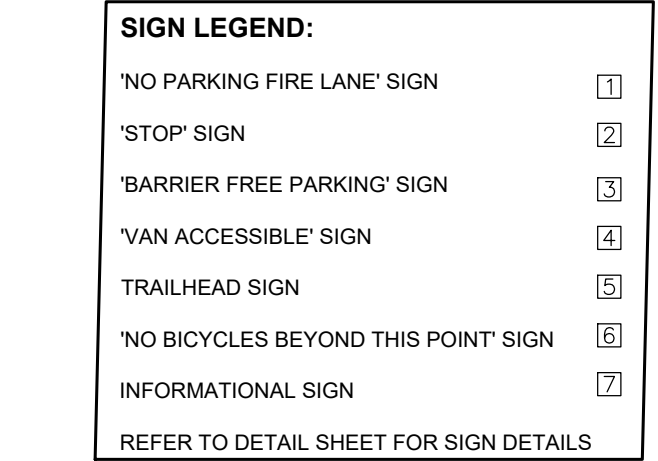 SIGN LEGEND:
'NO PARKING FIRE LANE' SIGN 1
'STOP' SIGN 2
'BARRIER FREE PARKING' SIGN 3
'VAN ACCESSIBLE' SIGN 4
TRAILHEAD SIGN 5
'NO BICYCLES BEYOND THIS POINT' SIGN 6
INFORMATIONAL SIGN 7
REFER TO DETAIL SHEET FOR SIGN DETAILS